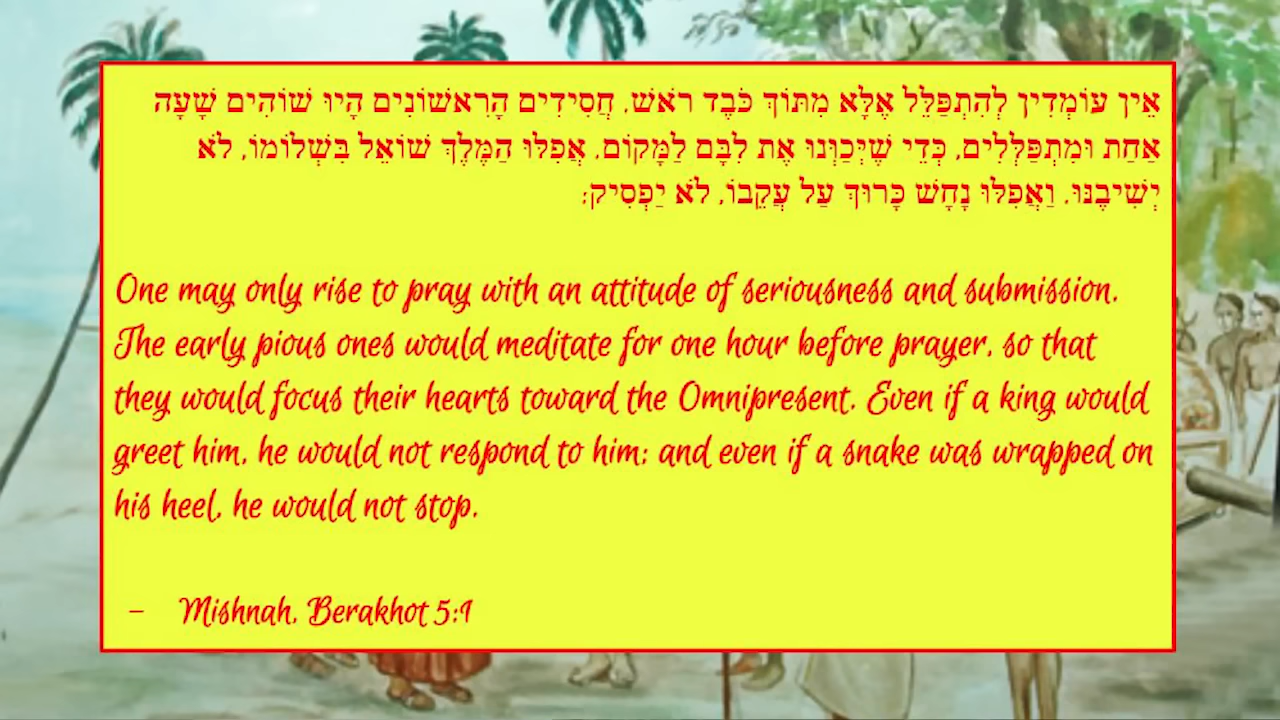 אֵין עוֹמְדִין לְהִתְפַּלֵּל אֶלָּא מִתּוֹךְ כֹּבֶד רֹאשׁ. חֲסִידִים הָרִאשׁוֹנִים הָיוּ שׁוֹהִים שָׁעָה
אַחַת וּמִתְפַּלְּלִים, כְּדֵי שֶׁיְּכַוְּנוּ אֶת לִבָּם לַמָּקוֹם. אֲפִלּוּ הַמֶּלֶךְ שׁוֹאֵל בִּשְׁלוֹמוֹ, לֹא
יְשִׁיבֶנּוּ. וַאֲפִלּוּ נָחָשׁ כָּרוּךְ עַל עֲקֵבוֹ, לֹא יַפְסִיק:
One may only rise to pray with an attitude of seriousness and submission.
The early pious ones would meditate for one hour before prayer, so that
they would focus their hearts toward the Omnipresent. Even if a king would
greet him, he would not respond to him; and even if a snake was wrapped on
his heel, he would not stop.
– Mishnah, Berakhot 5:1